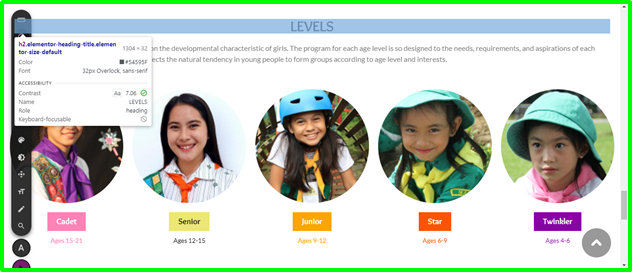 LEVELS
h2.elementor-heading-title.elemen
tor-size-default
1304 × 32
Color #54595F
Font 32px Overlock, sans-serif
ACCESSIBILITY
Contrast Aa 7.06
Name LEVELS
Role heading
Keyboard-focusable
on the developmental characteristic of girls. The program for each age level is so designed to the needs, requirements, and aspirations of each
ects the natural tendency in young people to form groups according to age level and interests.
Cadet
Senior
Junior
Star
Twinkler
Ages 15-21
Ages 12-15
Ages 9-12
Ages 6-9
Ages 4-6
TT
A